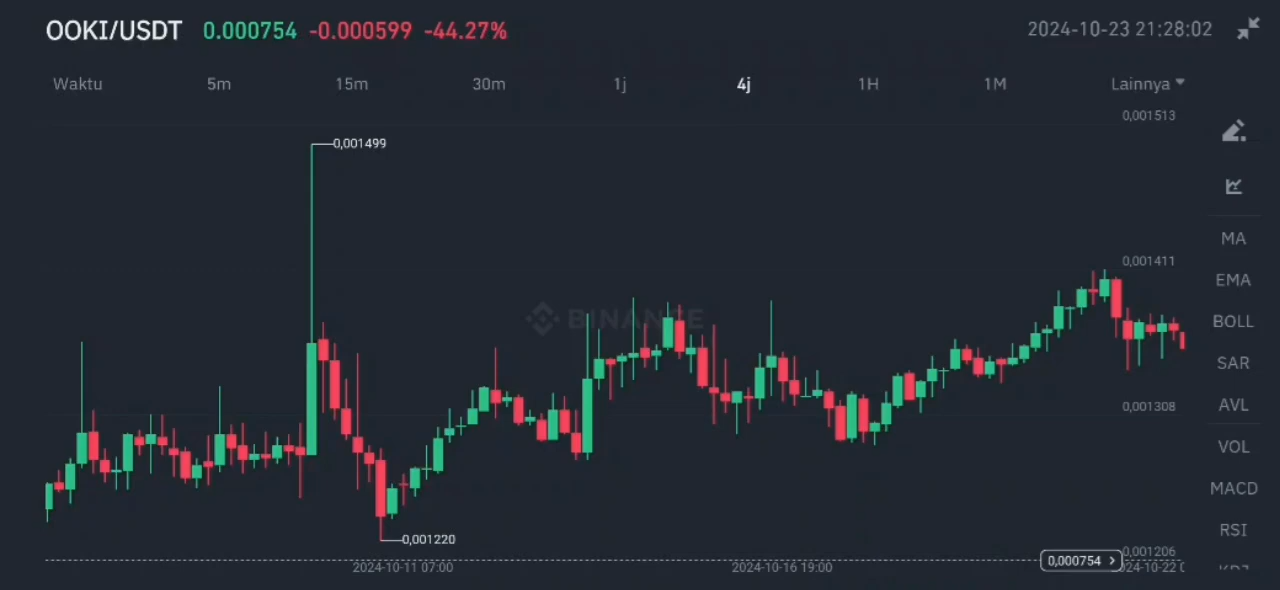 OOKI/USDT 0.000754 -0.000599 -44.27% 2024-10-23 21:28:02
Waktu 5m 15m 30m 1j 4j 1H 1M Lainnya
0,001513
0,001499
BINANCE
0,001411
0,001308
0,001220
0,001206
0,000754
2024-10-11 07:00 2024-10-16 19:00
MA
EMA
BOLL
SAR
AVL
VOL
MACD
RSI